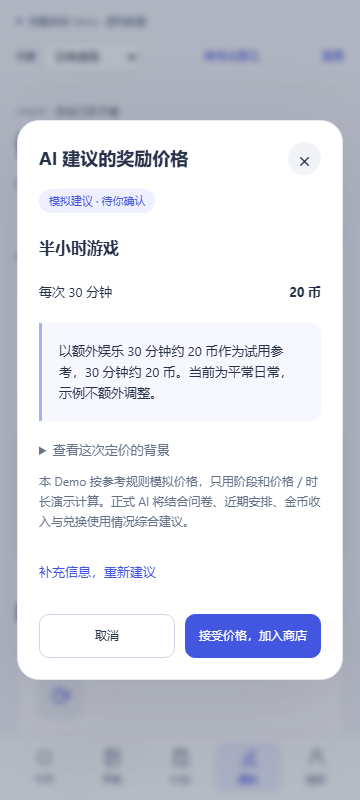 AI 建议的奖励价格
模拟建议 · 待你确认
半小时游戏
每次 30 分钟
20 币
以额外娱乐 30 分钟约 20 币作为试用参
考，30 分钟约 20 币。当前为平常日常，
示例不额外调整。
查看这次定价的背景
本 Demo 按参考规则模拟价格，只用阶段和价格 / 时
长演示计算。正式 AI 将结合问卷、近期安排、金币收
入与兑换使用情况综合建议。
补充信息，重新建议
取消
接受价格，加入商店